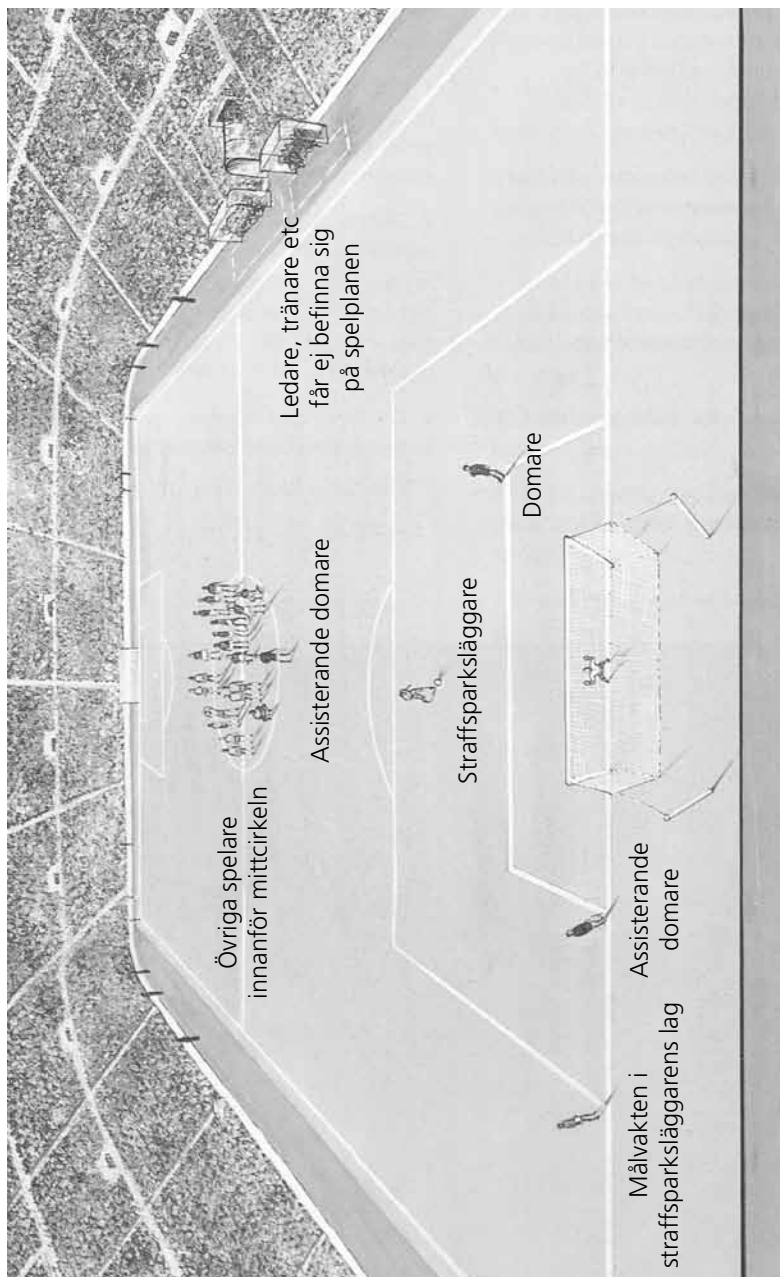 Ledare, tränare etc
får ej befinna sig
på spelplanen
Övriga spelare
innanför mittcirkeln
Assisterande domare
Straffsparksläggare
Domare
Assisterande
domare
Målvakten i
straffsparksläggarens lag